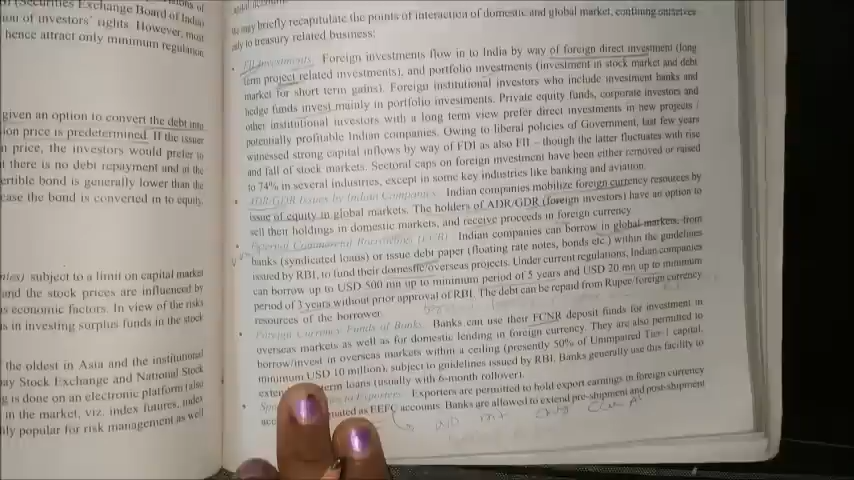 (Securities Exchange Board of Indian
of investors' rights. However, most
hence attract only minimum regulation
given an option to convert the debt into
price is predetermined. If the issuer
price, the investors would prefer to
there is no debt repayment and in the
bond is generally lower than the
case the bond is converted in to equity.
subject to a limit on capital market
and the stock prices are influenced by
economic factors. In view of the risks
in investing surplus funds in the stock
the oldest in Asia and the institutional
Stock Exchange and National Stock
is done on an electronic platform (also
in the market, viz. index futures, index
popular for risk management as well
may briefly recapitulate the points of interaction of domestic and global market, confining ourselves
only to treasury related business:
• FII Investments: Foreign investments flow in to India by way of foreign direct investment (long
term project related investments), and portfolio investments (investment in stock market and debt
market for short term gains). Foreign institutional investors who include investment banks and
hedge funds invest mainly in portfolio investments. Private equity funds, corporate investors and
other institutional investors with a long term view prefer direct investments in new projects /
potentially profitable Indian companies. Owing to liberal policies of Government, last few years
witnessed strong capital inflows by way of FDI as also FII – though the latter fluctuates with rise
and fall of stock markets. Sectoral caps on foreign investment have been either removed or raised
to 74% in several industries, except in some key industries like banking and aviation.
• ADR/GDR Issues by Indian Companies: Indian companies mobilize foreign currency resources by
issue of equity in global markets. The holders of ADR/GDR (foreign investors) have an option to
sell their holdings in domestic markets, and receive proceeds in foreign currency
• External Commercial Borrowings (ECB) Indian companies can borrow in global markets, from
banks (syndicated loans) or issue debt paper (floating rate notes, bonds etc.) within the guidelines
issued by RBI, to fund their domestic/overseas projects. Under current regulations, Indian companies
can borrow up to USD 500 mn up to minimum period of 5 years and USD 20 mn up to minimum
period of 3 years without prior approval of RBI. The debt can be repaid from Rupee/foreign currency
resources of the borrower
• Foreign Currency Funds of Banks: Banks can use their FCNR deposit funds for investment in
overseas markets as well as for domestic lending in foreign currency. They are also permitted to
borrow/invest in overseas markets within a ceiling (presently 50% of Unimpaired Tier-1 capital,
minimum USD 10 million), subject to guidelines issued by RBI. Banks generally use this facility to
extend term loans (usually with 6-month rollover).
• to Exporters: Exporters are permitted to hold export earnings in foreign currency
as EEFC accounts. Banks are allowed to extend pre-shipment and post-shipment